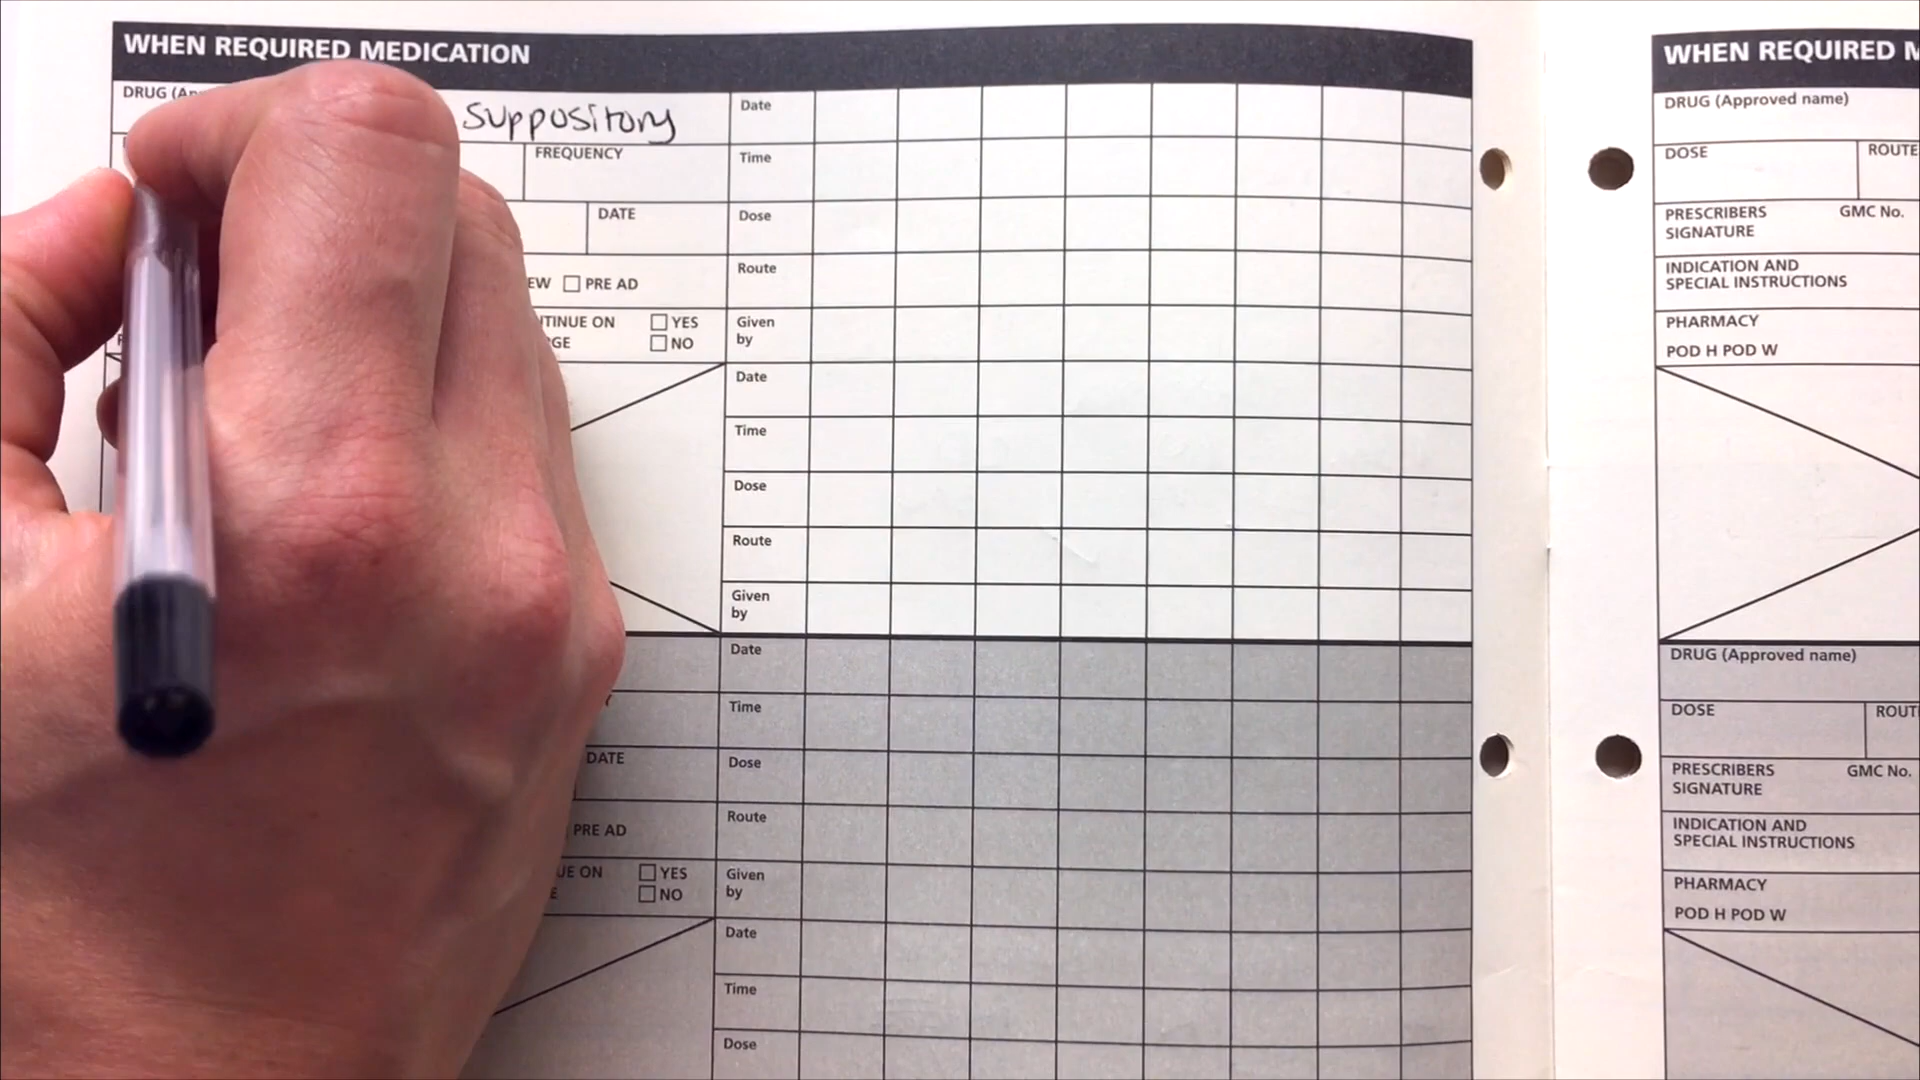 WHEN REQUIRED MEDICATION
DRUG
Suppository
FREQUENCY
DATE
EW PRE AD
TINUE ON YES
GE NO
Date
Time
Dose
Route
Given
by
Date
Time
Dose
Route
Given
by
DATE
PRE AD
UE ON YES
E NO
Date
Time
Dose
Route
Given
by
Date
Time
Dose
WHEN REQUIRED M
DRUG (Approved name)
DOSE ROUTE
PRESCRIBERS GMC No.
SIGNATURE
INDICATION AND
SPECIAL INSTRUCTIONS
PHARMACY
POD H POD W
DRUG (Approved name)
DOSE ROUT
PRESCRIBERS GMC No.
SIGNATURE
INDICATION AND
SPECIAL INSTRUCTIONS
PHARMACY
POD H POD W